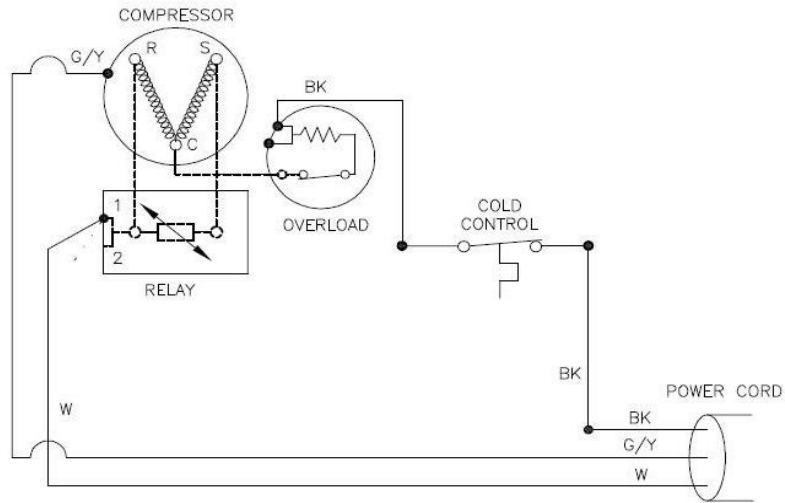 COMPRESSOR
G/Y
R
S
C
BK
OVERLOAD
COLD
CONTROL
1
2
RELAY
W
BK
POWER CORD
BK
G/Y
W